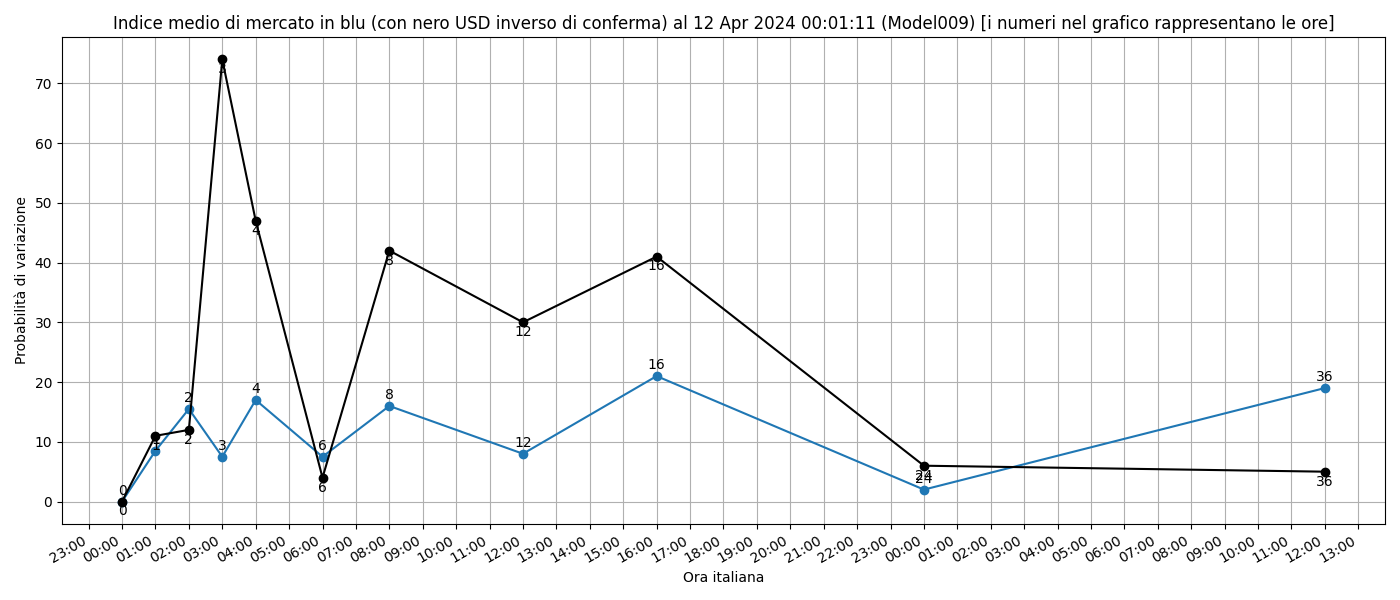 Indice medio di mercato in blu (con nero USD inverso di conferma) al 12 Apr 2024 00:01:11 (Model009) [i numeri nel grafico rappresentano le ore]
Probabilità di variazione
70
60
50
40
30
20
10
0
0 1 2 3 4 6 8 12 16 24 36
0 1 2 3 4 6 8 12 16 24 36
23:00 00:00 01:00 02:00 03:00 04:00 05:00 06:00 07:00 08:00 09:00 10:00 11:00 12:00 13:00 14:00 15:00 16:00 17:00 18:00 19:00 20:00 21:00 22:00 23:00 00:00 01:00 02:00 03:00 04:00 05:00 06:00 07:00 08:00 09:00 10:00 11:00 12:00 13:00
Ora italiana